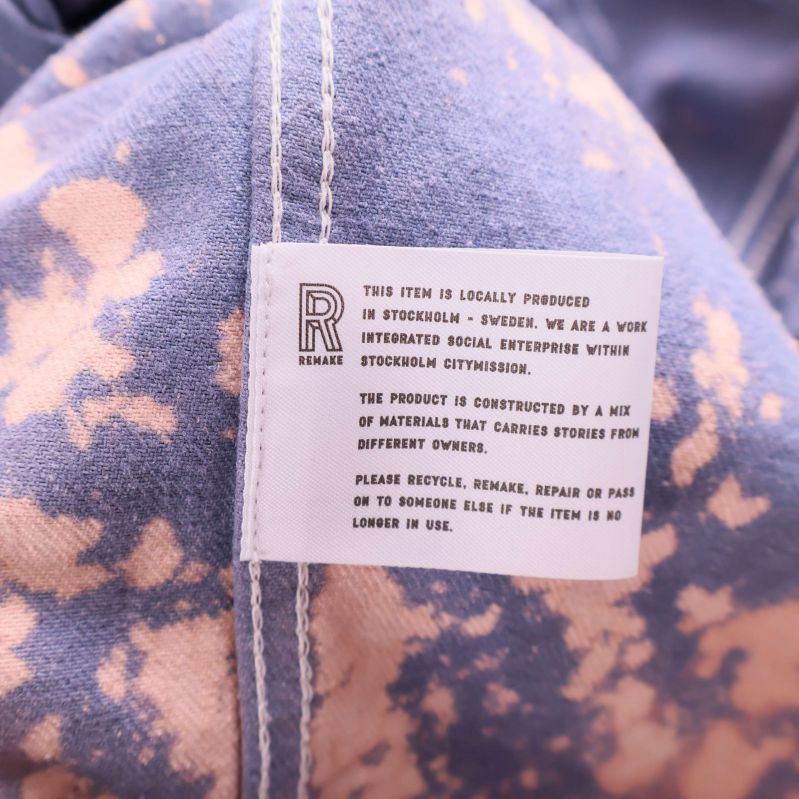 R
REMAKE
THIS ITEM IS LOCALLY PRODUCED
IN STOCKHOLM - SWEDEN. WE ARE A WORK
INTEGRATED SOCIAL ENTERPRISE WITHIN
STOCKHOLM CITYMISSION.
THE PRODUCT IS CONSTRUCTED BY A MIX
OF MATERIALS THAT CARRIES STORIES FROM
DIFFERENT OWNERS.
PLEASE RECYCLE, REMAKE, REPAIR OR PASS
ON TO SOMEONE ELSE IF THE ITEM IS NO
LONGER IN USE.